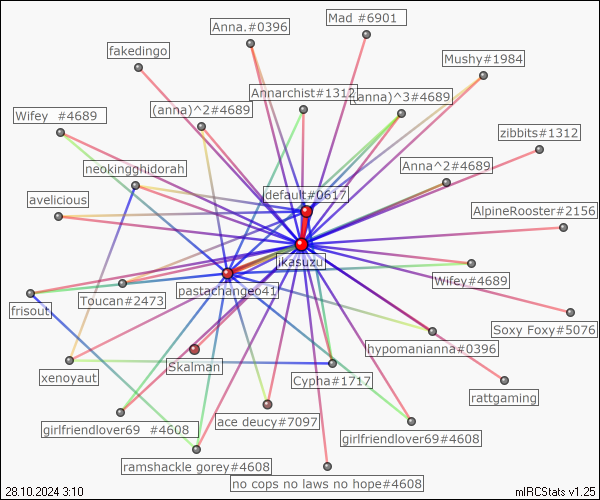 Mad #6901
Anna.#0396
fakedingo
Mushy#1984
Annarchist#1312
(anna)^3#4689
(anna)^2#4689
Wifey #4689
zibbits#1312
neokingghidorah
Anna^2#4689
default#0617
avelicious
AlpineRooster#2156
ikasuzu
Wifey#4689
pastachangeo41
Toucan#2473
frisout
Soxy Foxy#5076
hypomanianna#0396
Skalman
xenoyaut
Cypha#1717
rattgaming
ace deucy#7097
girlfriendlover69 #4608
girlfriendlover69#4608
ramshackle gorey#4608
no cops no laws no hope#4608
28.10.2024 3:10
mIRCStats v1.25